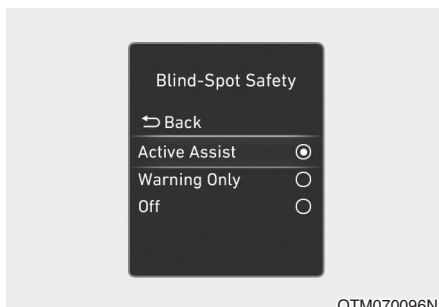 Blind-Spot Safety
Back
Active Assist
Warning Only
Off
OTM070096N